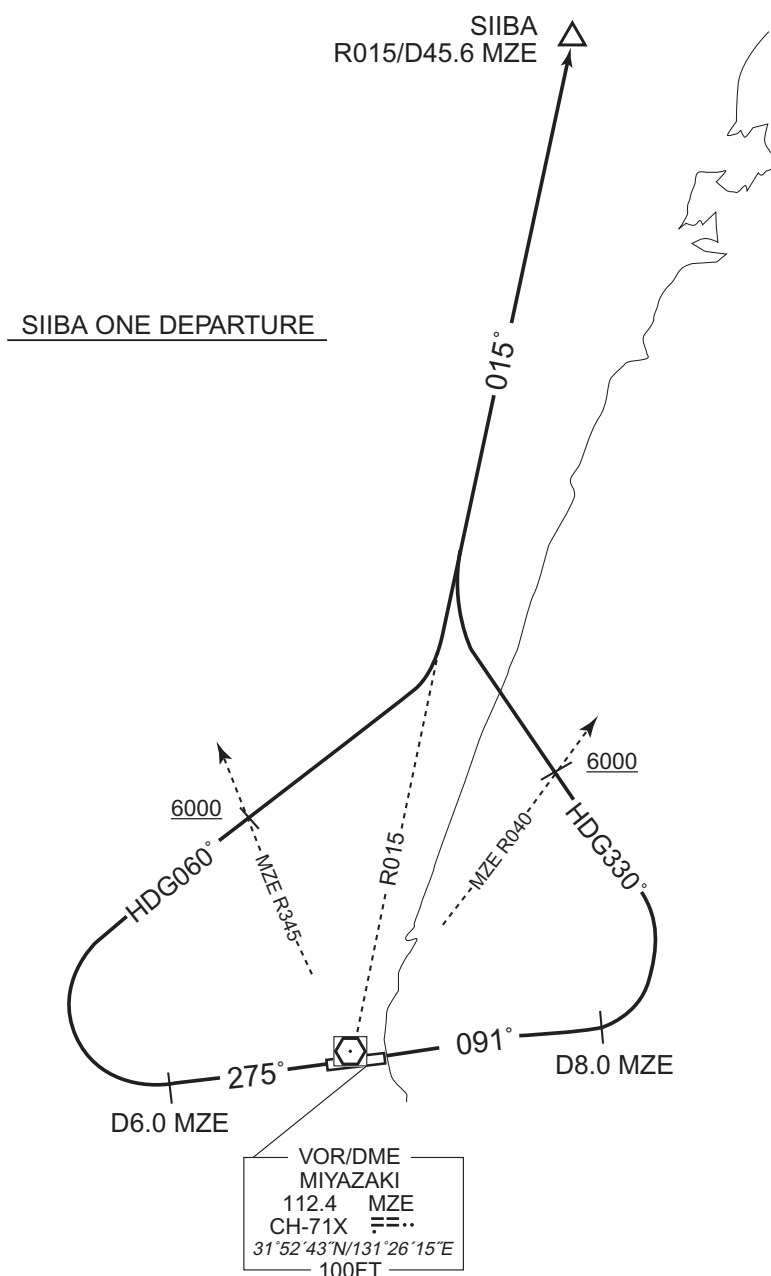 SIIBA
R015/D45.6 MZE
SIIBA ONE DEPARTURE
015°
6000
6000
HDG060°
MZE R345
R015
MZE R040
HDG330°
275°
091°
D6.0 MZE
D8.0 MZE
VOR/DME
MIYAZAKI
112.4 MZE
CH-71X
31°52´43˝N/131°26´15˝E
100FT